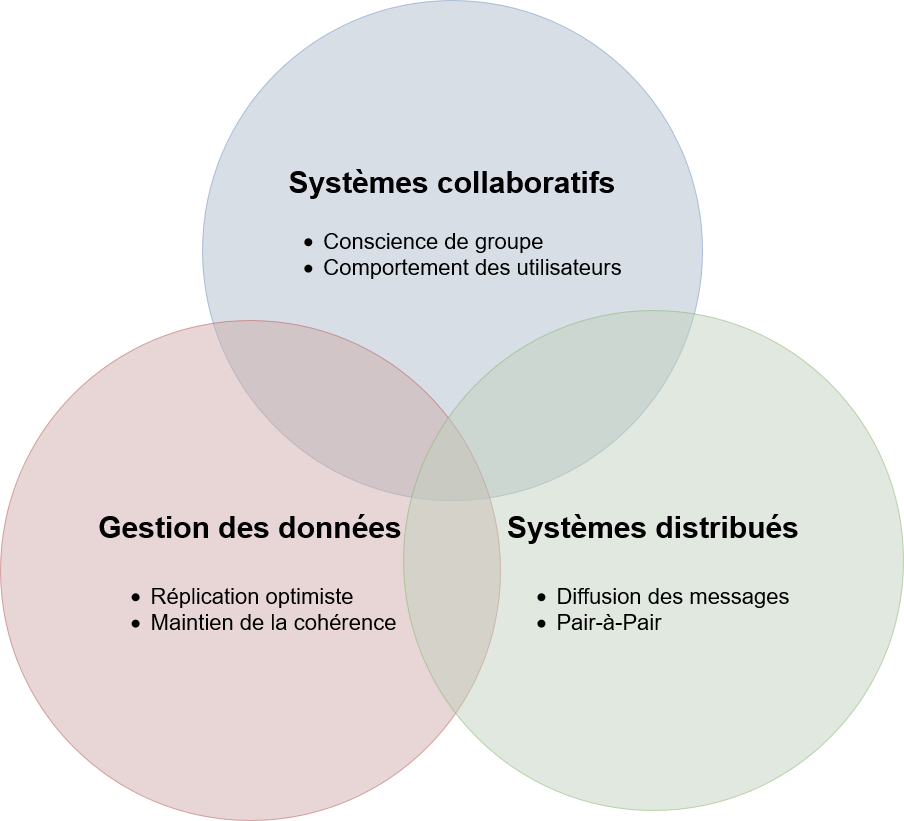 Systèmes collaboratifs
• Conscience de groupe
• Comportement des utilisateurs
Gestion des données
• Réplication optimiste
• Maintien de la cohérence
Systèmes distribués
• Diffusion des messages
• Pair-à-Pair